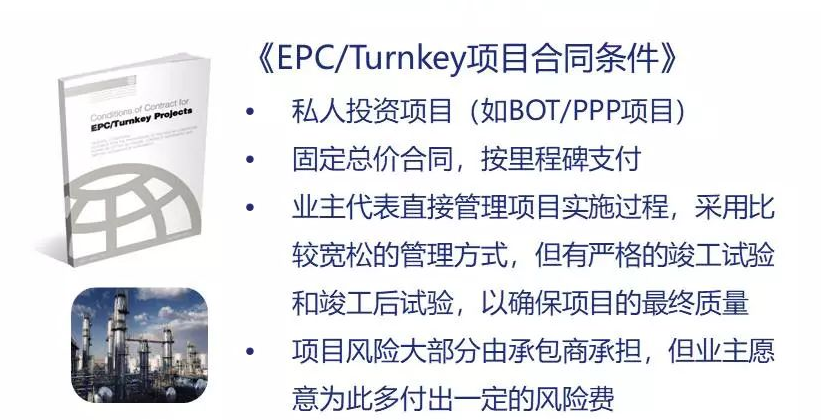 《EPC/Turnkey项目合同条件》
• 私人投资项目（如BOT/PPP项目）
• 固定总价合同，按里程碑支付
• 业主代表直接管理项目实施过程，采用比
较宽松的管理方式，但有严格的竣工试验
和竣工后试验，以确保项目的最终质量
• 项目风险大部分由承包商承担，但业主愿
意为此多付出一定的风险费
Conditions of Contract for
EPC/Turnkey Projects